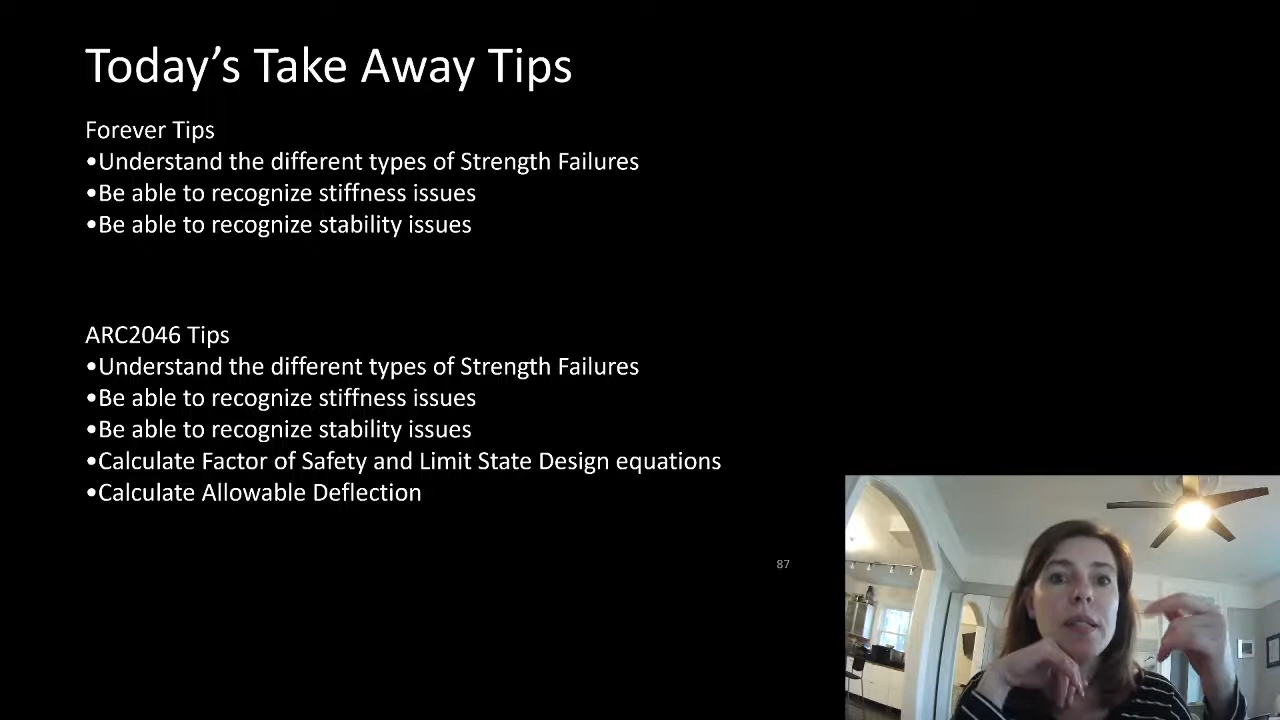 Today's Take Away Tips
Forever Tips
•Understand the different types of Strength Failures
•Be able to recognize stiffness issues
•Be able to recognize stability issues
ARC2046 Tips
•Understand the different types of Strength Failures
•Be able to recognize stiffness issues
•Be able to recognize stability issues
•Calculate Factor of Safety and Limit State Design equations
•Calculate Allowable Deflection
87